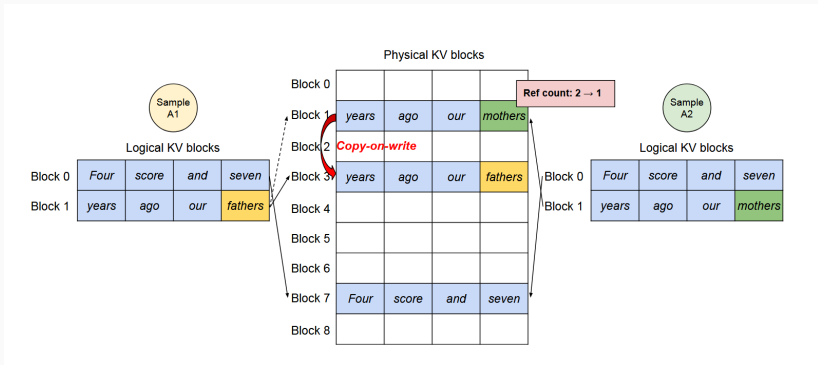 Physical KV blocks
Block 0
Ref count: 2 → 1
Sample
A1
Sample
A2
Block 1
years ago our mothers
Logical KV blocks
Block 2
Copy-on-write
Logical KV blocks
Block 0
Four score and seven
Block 3
years ago our fathers
Block 0
Four score and seven
Block 1
years ago our fathers
Block 4
Block 1
years ago our mothers
Block 5
Block 6
Block 7
Four score and seven
Block 8